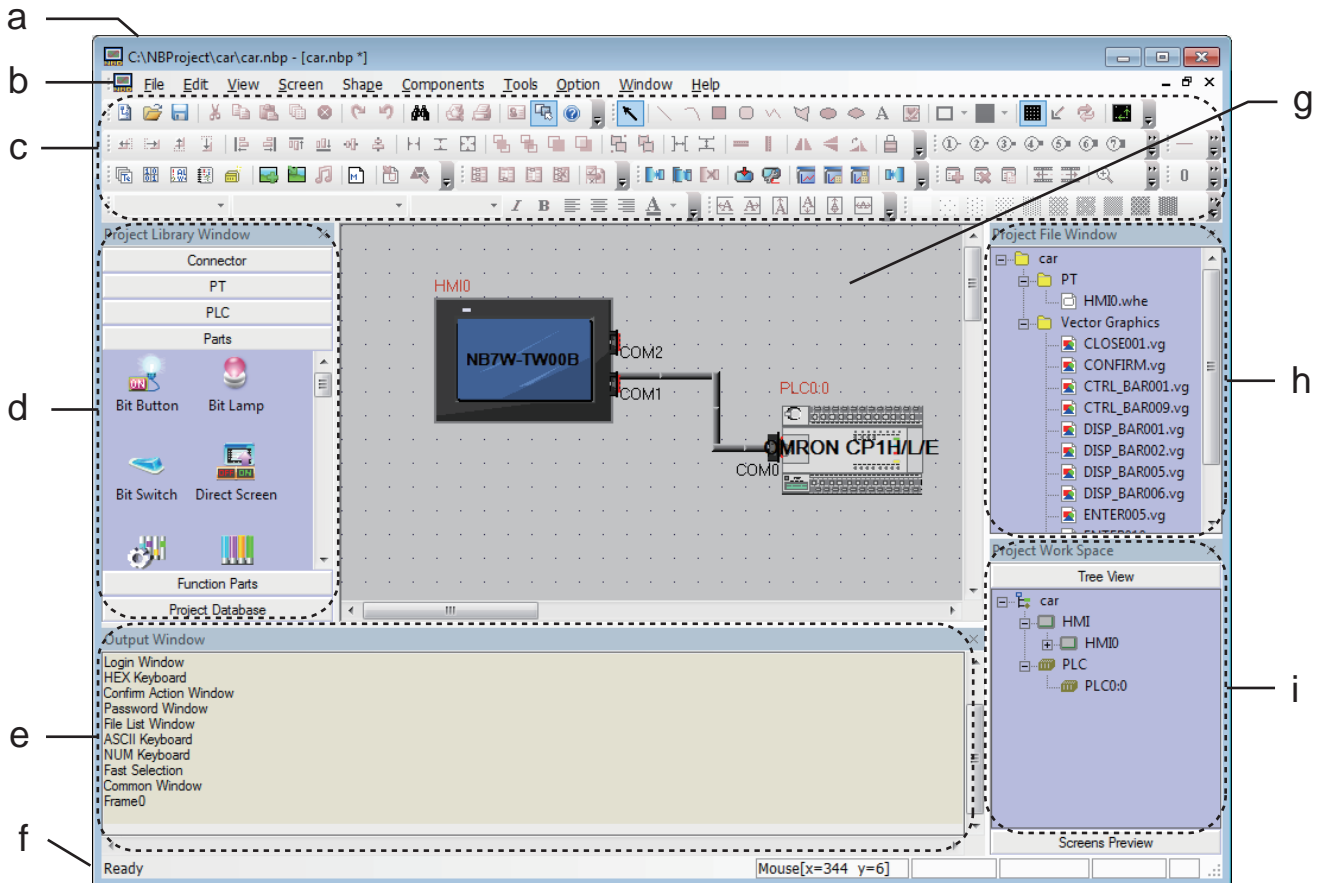 a
C:\NBProject\car\car.nbp - [car.nbp *]
b
File Edit View Screen Shape Components Tools Option Window Help
g
c
Project Library Window
Connector
PT
PLC
Parts
Bit Button Bit Lamp
Bit Switch Direct Screen
Function Parts
Project Database
d
HMI0
NB7W-TW00B
COM2
COM1
PLC0:0
OMRON CP1H/L/E
COM0
Project File Window
car
PT
HMI0.whe
Vector Graphics
CLOSE001.vg
CONFIRM.vg
CTRL_BAR001.vg
CTRL_BAR009.vg
DISP_BAR001.vg
DISP_BAR002.vg
DISP_BAR005.vg
DISP_BAR006.vg
ENTER005.vg
h
Project Work Space
Tree View
car
HMI
HMI0
PLC
PLC0:0
Screens Preview
i
Output Window
Login Window
HEX Keyboard
Confirm Action Window
Password Window
File List Window
ASCII Keyboard
NUM Keyboard
Fast Selection
Common Window
Frame0
e
f
Ready
Mouse[x=344 y=6]